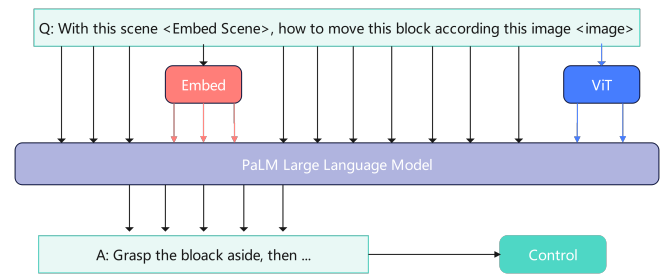 Q: With this scene <Embed Scene>, how to move this block according this image <image>
Embed
ViT
PaLM Large Language Model
A: Grasp the bloack aside, then ...
Control